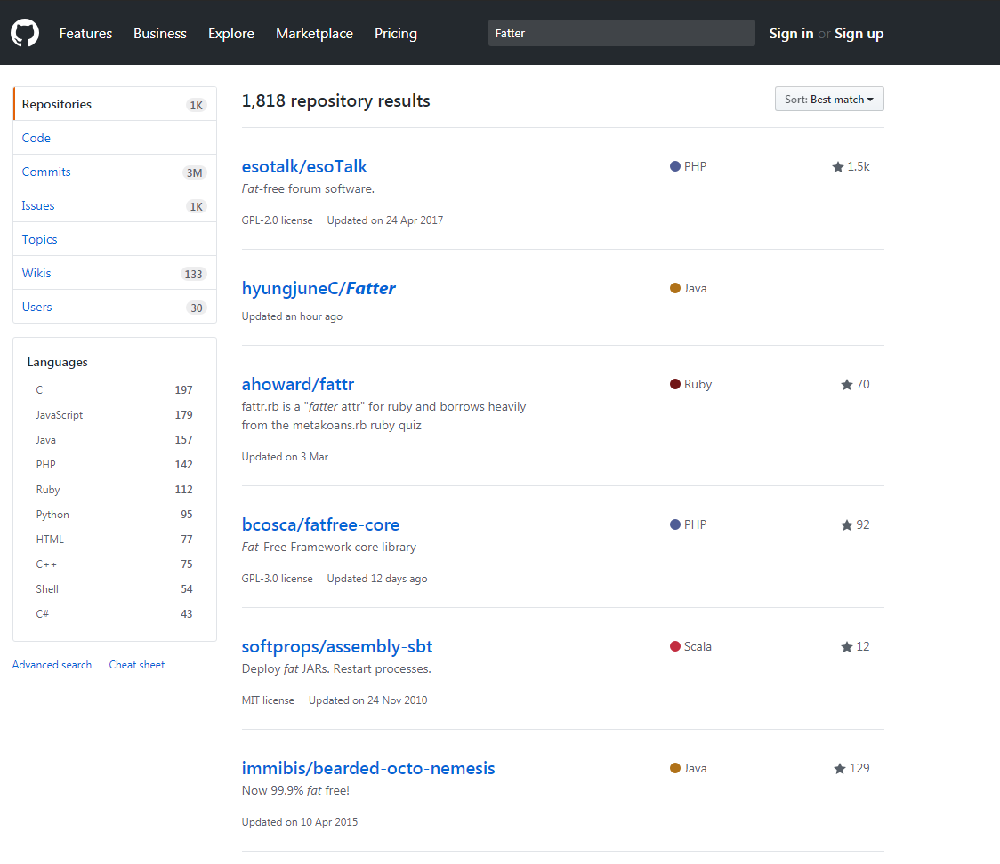 Features Business Explore Marketplace Pricing Fatter Sign in or Sign up
Repositories 1K
Code
Commits 3M
Issues 1K
Topics
Wikis 133
Users 30
Languages
C 197
JavaScript 179
Java 157
PHP 142
Ruby 112
Python 95
HTML 77
C++ 75
Shell 54
C# 43
Advanced search Cheat sheet
1,818 repository results Sort: Best match
esotalk/esoTalk PHP 1.5k
Fat-free forum software.
GPL-2.0 license Updated on 24 Apr 2017
hyungjuneC/Fatter Java
Updated an hour ago
ahoward/fattr Ruby 70
fattr.rb is a "fatter attr" for ruby and borrows heavily
from the metakoans.rb ruby quiz
Updated on 3 Mar
bcosca/fatfree-core PHP 92
Fat-Free Framework core library
GPL-3.0 license Updated 12 days ago
softprops/assembly-sbt Scala 12
Deploy fat JARs. Restart processes.
MIT license Updated on 24 Nov 2010
immibis/bearded-octo-nemesis Java 129
Now 99.9% fat free!
Updated on 10 Apr 2015